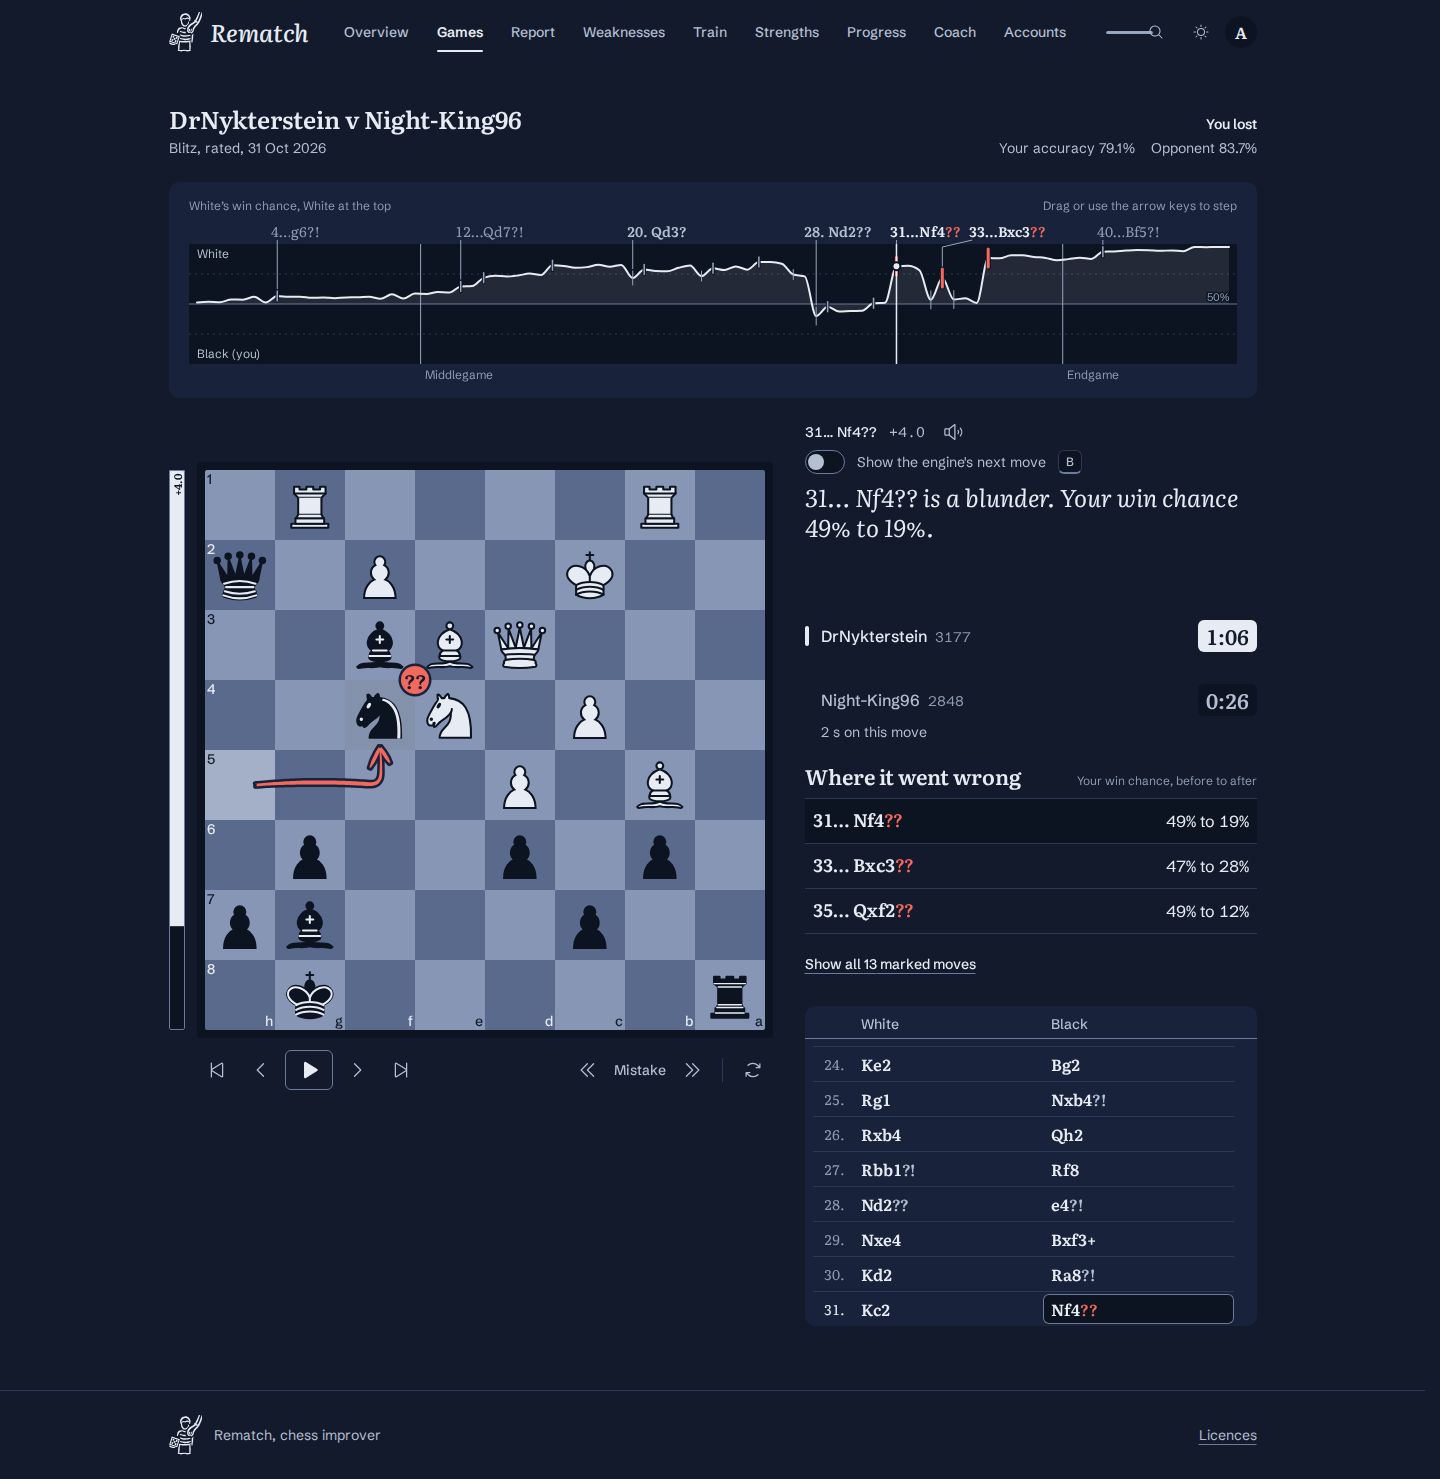 Rematch
Overview Games Report Weaknesses Train Strengths Progress Coach Accounts
A
DrNykterstein v Night-King96
You lost
Blitz, rated, 31 Oct 2026
Your accuracy 79.1% Opponent 83.7%
White's win chance, White at the top
Drag or use the arrow keys to step
4…g6?! 12…Qd7?! 20. Qd3? 28. Nd2?? 31…Nf4?? 33…Bxc3?? 40…Bf5?!
White
50%
Black (you)
Middlegame Endgame
31… Nf4?? +4.0
Show the engine's next move B
31… Nf4?? is a blunder. Your win chance
49% to 19%.
+4.0
1
2
3
??
4
5
6
7
8
h g f e d c b a
Mistake
DrNykterstein 3177 1:06
Night-King96 2848 0:26
2 s on this move
Where it went wrong
Your win chance, before to after
31… Nf4?? 49% to 19%
33… Bxc3?? 47% to 28%
35… Qxf2?? 49% to 12%
Show all 13 marked moves
White Black
24. Ke2 Bg2
25. Rg1 Nxb4?!
26. Rxb4 Qh2
27. Rbb1?! Rf8
28. Nd2?? e4?!
29. Nxe4 Bxf3+
30. Kd2 Ra8?!
31. Kc2 Nf4??
Rematch, chess improver
Licences